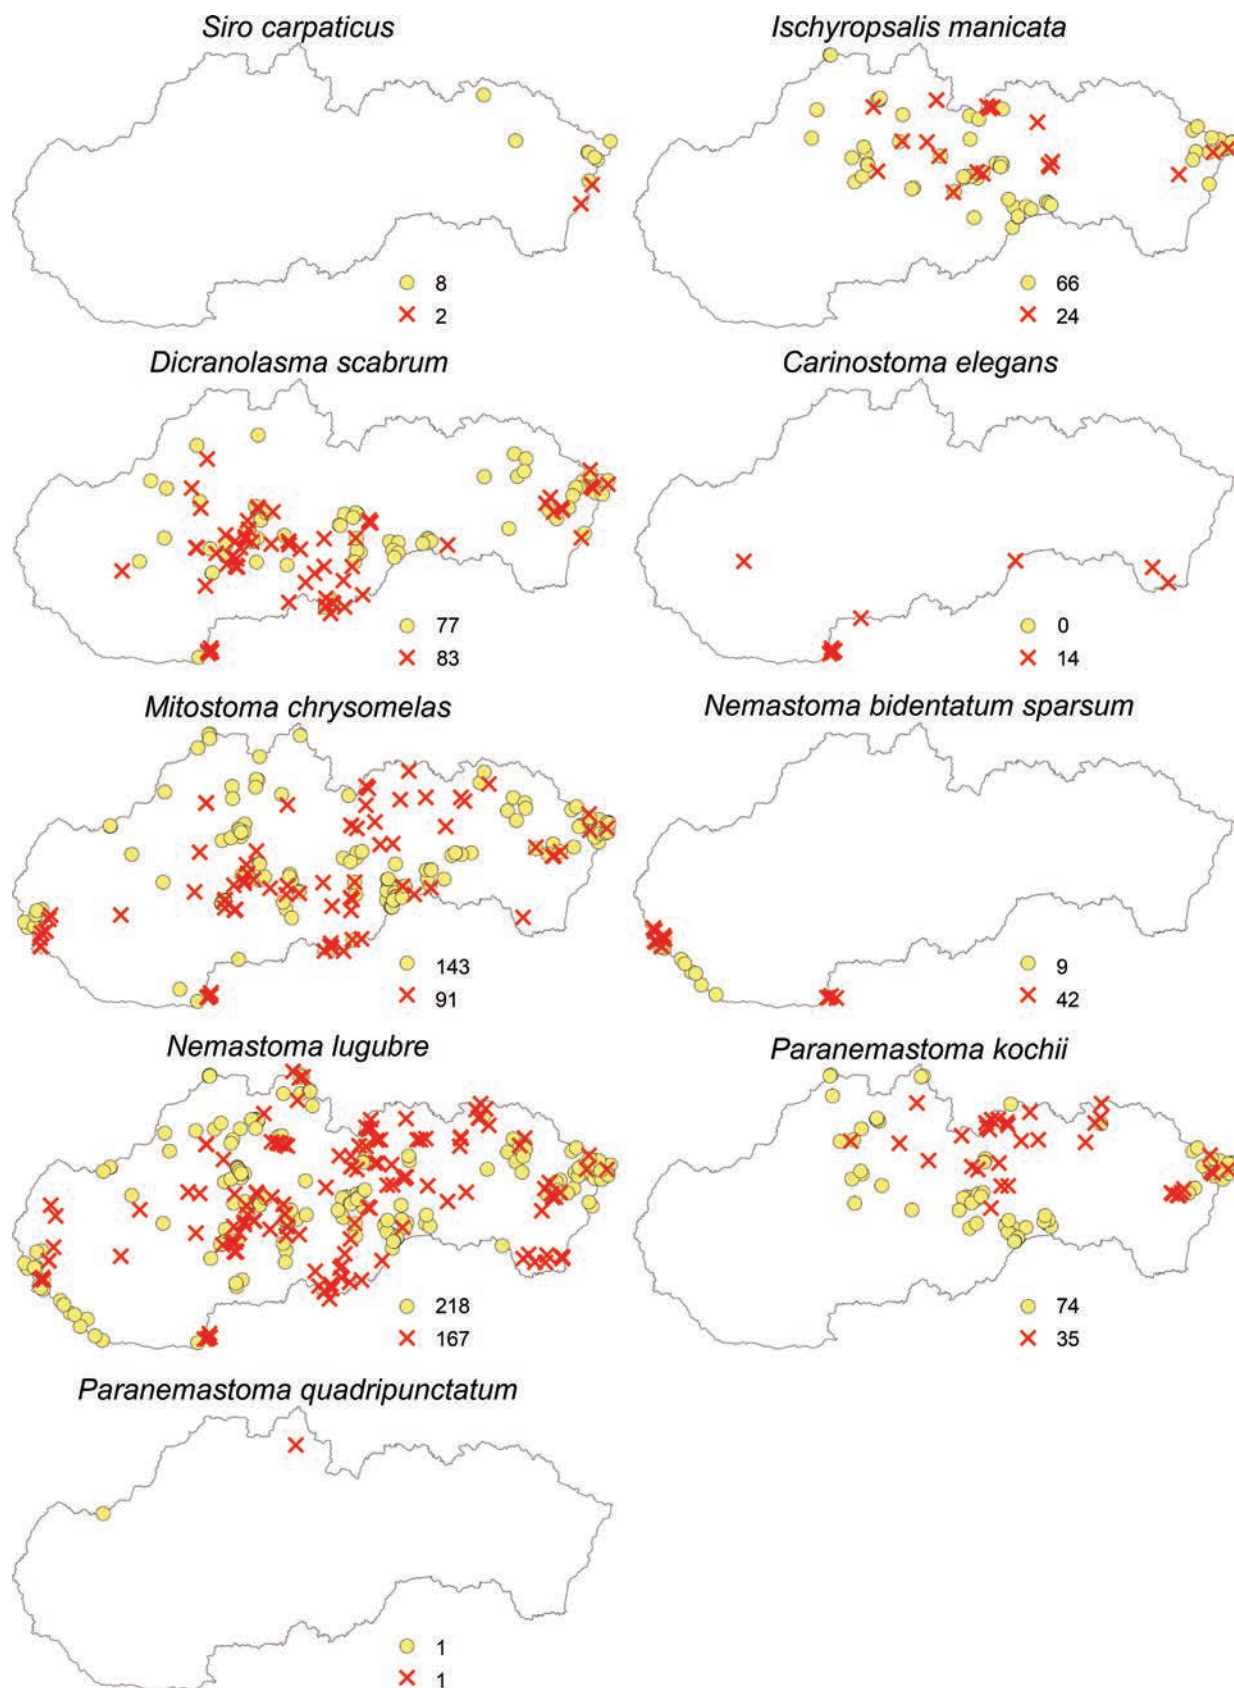 Siro carpaticus
Ischyropsalis manicata
8
2
66
24
Dicranolasma scabrum
Carinostoma elegans
77
83
0
14
Mitostoma chrysomelas
Nemastoma bidentatum sparsum
143
91
9
42
Nemastoma lugubre
Paranemastoma kochii
218
167
74
35
Paranemastoma quadripunctatum
1
1